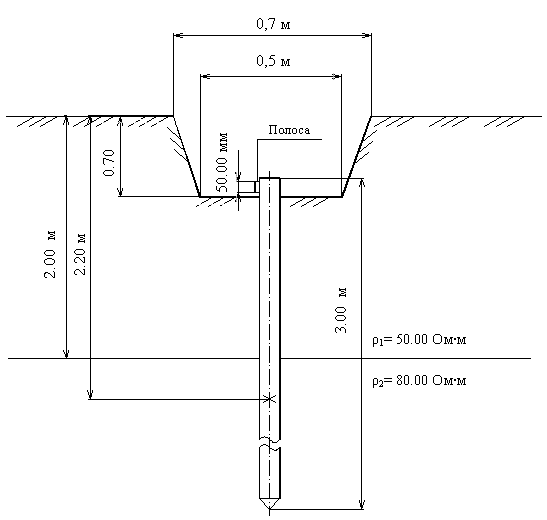 0,7 м
0,5 м
Полоса
50.00 мм
0.70
2.00 м
2.20 м
3.00 м
ρ1= 50.00 Ом·м
ρ2= 80.00 Ом·м